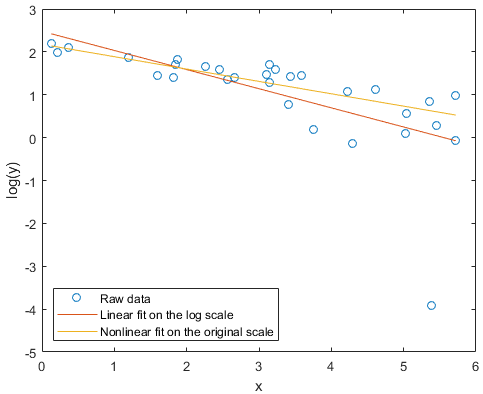 3
2
1
0
-1
-2
-3
-4
-5
log(y)
Raw data
Linear fit on the log scale
Nonlinear fit on the original scale
0 1 2 3 4 5 6
x